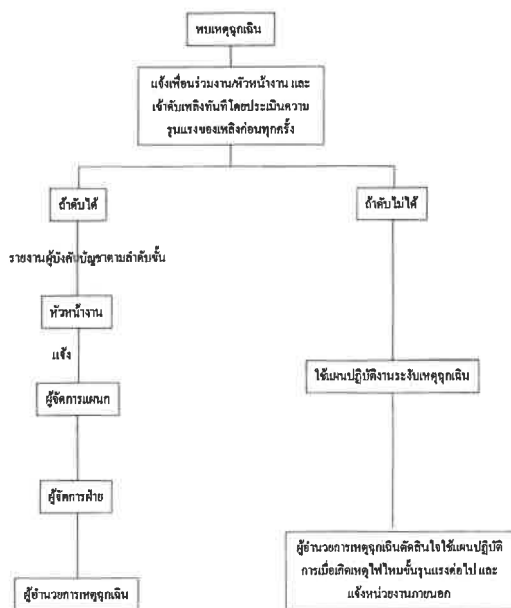 พบเหตุฉุกเฉิน
แจ้งเพื่อนร่วมงาน/หัวหน้างาน และ
เข้าดับเพลิงทันทีโดยประเมินความ
รุนแรงของเพลิงก่อนทุกครั้ง
ถ้าดับได้
ถ้าดับไม่ได้
รายงานผู้บังคับบัญชาตามลำดับชั้น
หัวหน้างาน
แจ้ง
ผู้จัดการแผนก
ใช้แผนปฏิบัติงานระงับเหตุฉุกเฉิน
ผู้จัดการฝ่าย
ผู้อำนวยการเหตุฉุกเฉิน
ผู้อำนวยการเหตุฉุกเฉินตัดสินใจใช้แผนปฏิบัติ
การเมื่อเกิดเหตุไฟไหม้ขั้นรุนแรงต่อไป และ
แจ้งหน่วยงานภายนอก